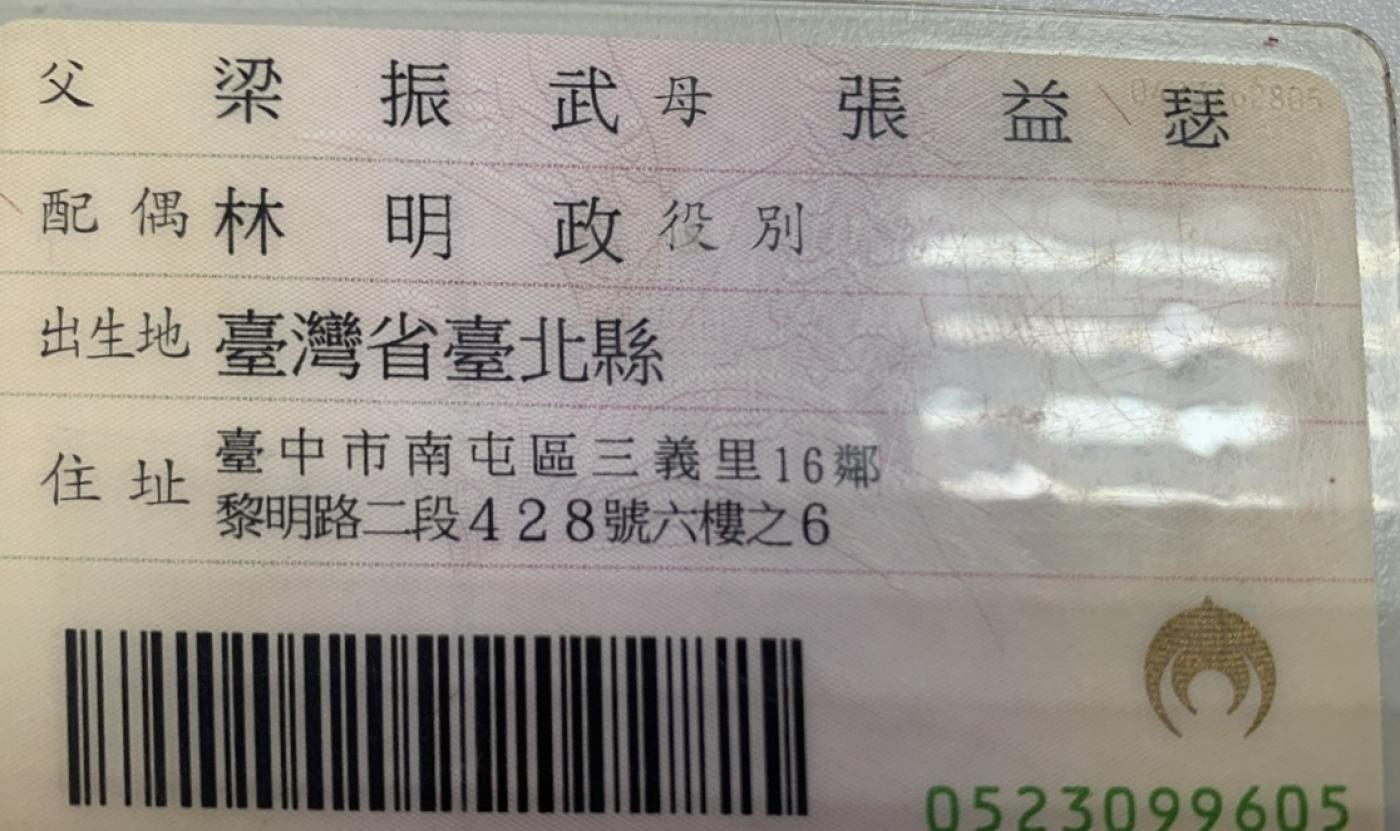 父 梁振武 母 張益瑟
配偶 林明政 役別
出生地 臺灣省臺北縣
住址 臺中市南屯區三義里16鄰
黎明路二段428號六樓之6
0523099605